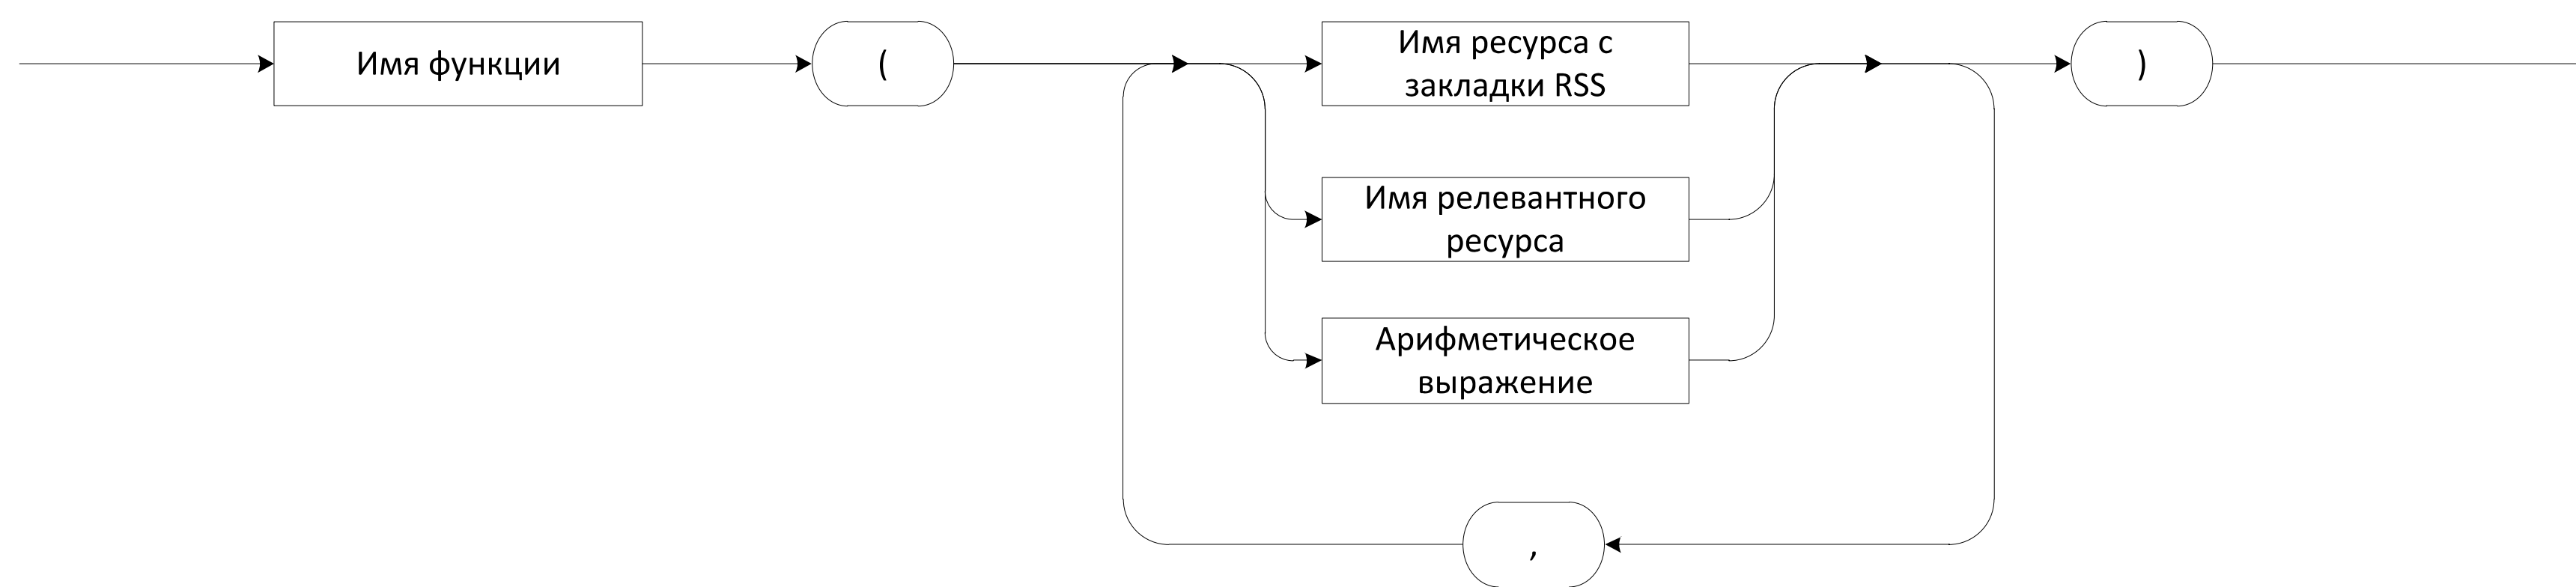 Имя функции
(
Имя ресурса с
закладки RSS
)
Имя релевантного
ресурса
Арифметическое
выражение
,